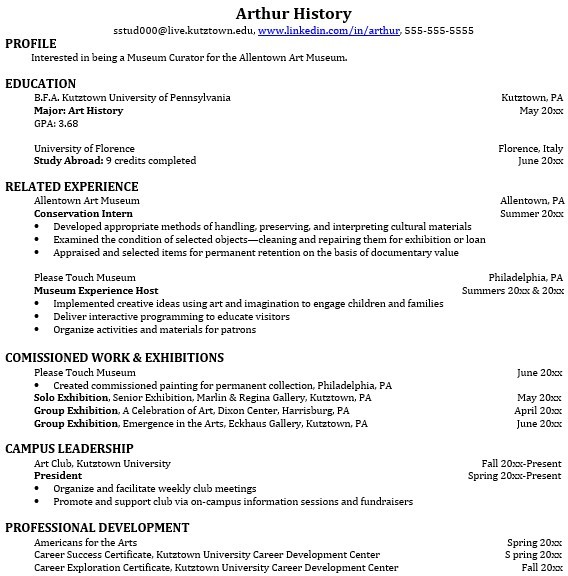 Arthur History
sstud000@live.kutztown.edu, www.linkedin.com/in/arthur, 555-555-5555
PROFILE
Interested in being a Museum Curator for the Allentown Art Museum.
EDUCATION
B.F.A. Kutztown University of Pennsylvania Kutztown, PA
Major: Art History May 20xx
GPA: 3.68
University of Florence Florence, Italy
Study Abroad: 9 credits completed June 20xx
RELATED EXPERIENCE
Allentown Art Museum Allentown, PA
Conservation Intern Summer 20xx
• Developed appropriate methods of handling, preserving, and interpreting cultural materials
• Examined the condition of selected objects—cleaning and repairing them for exhibition or loan
• Appraised and selected items for permanent retention on the basis of documentary value
Please Touch Museum Philadelphia, PA
Museum Experience Host Summers 20xx & 20xx
• Implemented creative ideas using art and imagination to engage children and families
• Deliver interactive programming to educate visitors
• Organize activities and materials for patrons
COMISSIONED WORK & EXHIBITIONS
Please Touch Museum June 20xx
• Created commissioned painting for permanent collection, Philadelphia, PA
Solo Exhibition, Senior Exhibition, Marlin & Regina Gallery, Kutztown, PA May 20xx
Group Exhibition, A Celebration of Art, Dixon Center, Harrisburg, PA April 20xx
Group Exhibition, Emergence in the Arts, Eckhaus Gallery, Kutztown, PA June 20xx
CAMPUS LEADERSHIP
Art Club, Kutztown University Fall 20xx-Present
President Spring 20xx-Present
• Organize and facilitate weekly club meetings
• Promote and support club via on-campus information sessions and fundraisers
PROFESSIONAL DEVELOPMENT
Americans for the Arts Spring 20xx
Career Success Certificate, Kutztown University Career Development Center S pring 20xx
Career Exploration Certificate, Kutztown University Career Development Center Fall 20xx